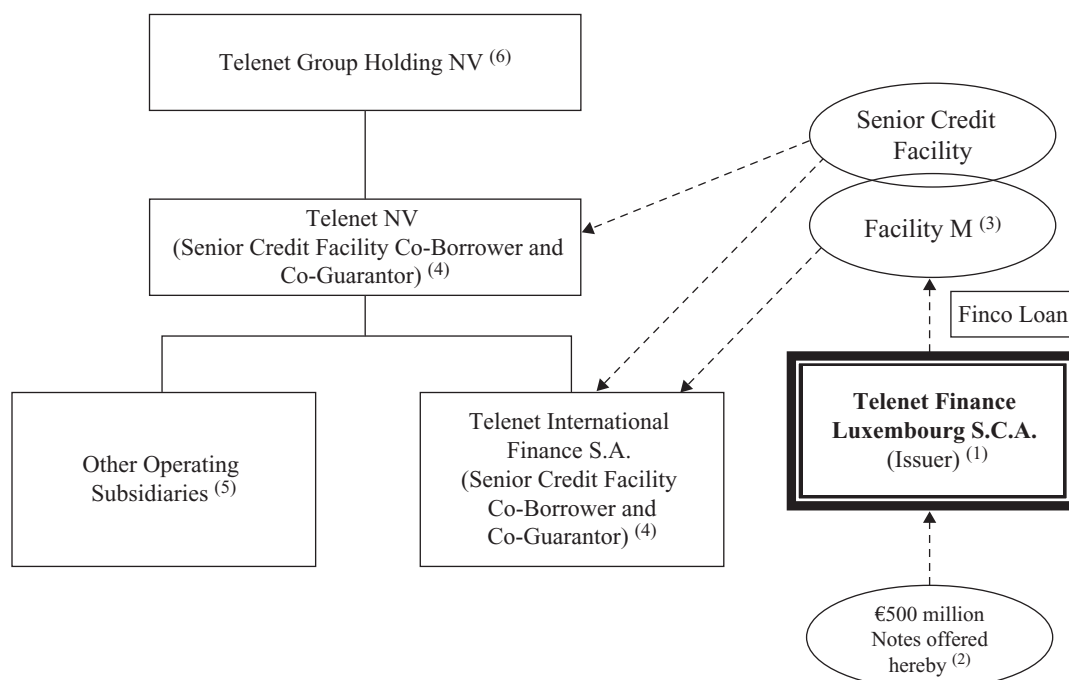 Telenet Group Holding NV (6)
Senior Credit
Facility
Telenet NV
(Senior Credit Facility Co-Borrower and
Co-Guarantor) (4)
Facility M (3)
Finco Loan
Other Operating
Subsidiaries (5)
Telenet International
Finance S.A.
(Senior Credit Facility
Co-Borrower and
Co-Guarantor) (4)
Telenet Finance
Luxembourg S.C.A.
(Issuer) (1)
€500 million
Notes offered
hereby (2)